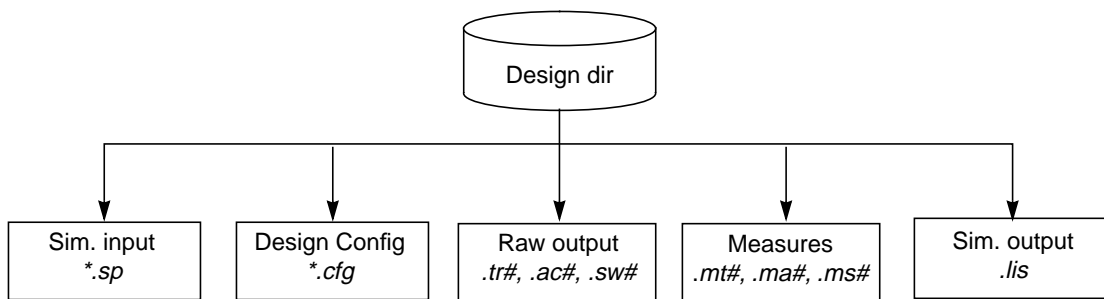 Design dir
Sim. input
*.sp
Design Config
*.cfg
Raw output
.tr#, .ac#, .sw#
Measures
.mt#, .ma#, .ms#
Sim. output
.lis